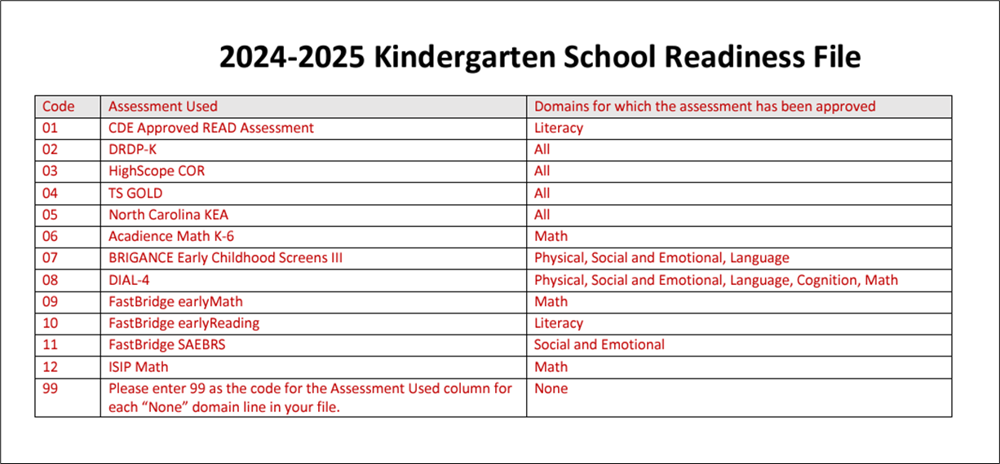 2024-2025 Kindergarten School Readiness File
Code Assessment Used Domains for which the assessment has been approved
01 CDE Approved READ Assessment Literacy
02 DRDP-K All
03 HighScope COR All
04 TS GOLD All
05 North Carolina KEA All
06 Acadience Math K-6 Math
07 BRIGANCE Early Childhood Screens III Physical, Social and Emotional, Language
08 DIAL-4 Physical, Social and Emotional, Language, Cognition, Math
09 FastBridge earlyMath Math
10 FastBridge earlyReading Literacy
11 FastBridge SAEBRS Social and Emotional
12 ISIP Math Math
99 Please enter 99 as the code for the Assessment Used column for None
each “None” domain line in your file.